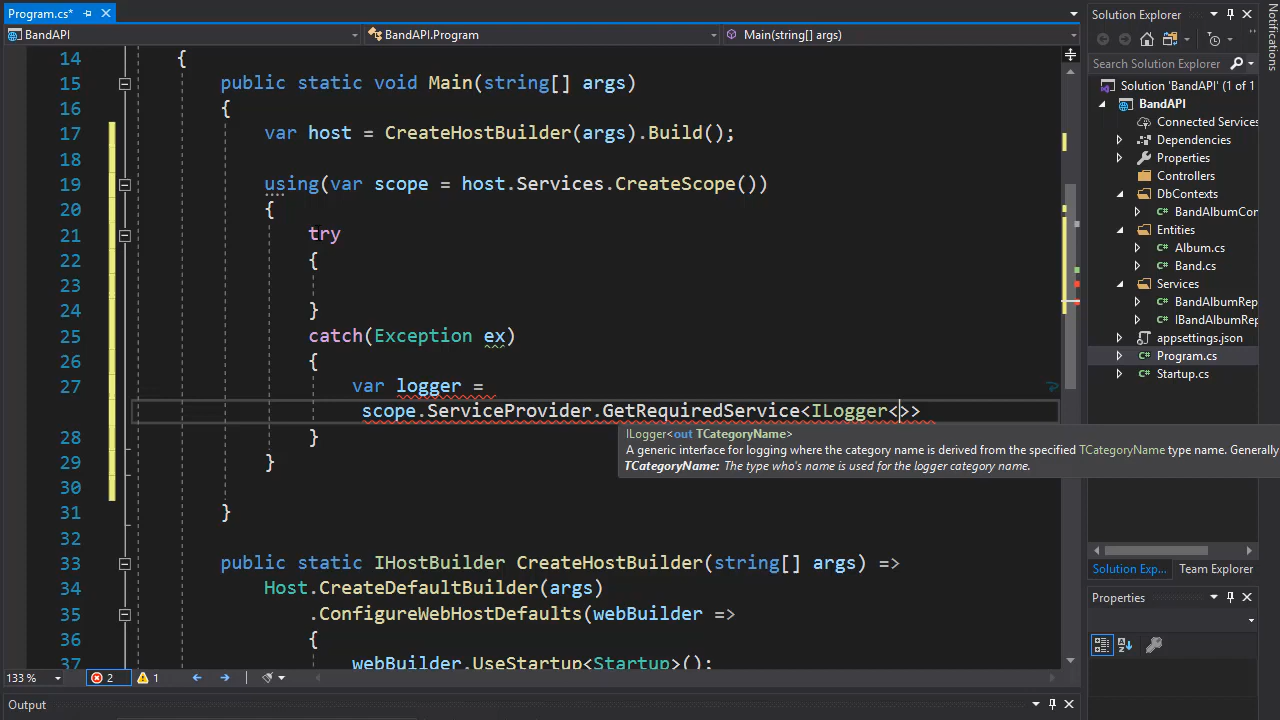 Program.cs*
BandAPI
BandAPI.Program
Main(string[] args)
14 {
15 public static void Main(string[] args)
16 {
17 var host = CreateHostBuilder(args).Build();
18
19 using(var scope = host.Services.CreateScope())
20 {
21 try
22 {
23
24 }
25 catch(Exception ex)
26 {
27 var logger =
scope.ServiceProvider.GetRequiredService<ILogger<>>
28 }
29 }
30
31 }
32
33 public static IHostBuilder CreateHostBuilder(string[] args) =>
34 Host.CreateDefaultBuilder(args)
35 .ConfigureWebHostDefaults(webBuilder =>
36 {
37 webBuilder.UseStartup<Startup>();
ILogger<out TCategoryName>
A generic interface for logging where the category name is derived from the specified TCategoryName type name. Generally
TCategoryName: The type who's name is used for the logger category name.
133 %
2
1
Output
Solution Explorer
Search Solution Explorer
Solution 'BandAPI' (1 of 1
BandAPI
Connected Services
Dependencies
Properties
Controllers
DbContexts
BandAlbumCon
Entities
Album.cs
Band.cs
Services
BandAlbumRep
IBandAlbumRep
appsettings.json
Program.cs
Startup.cs
Solution Exp...
Team Explorer
Properties
Notifications